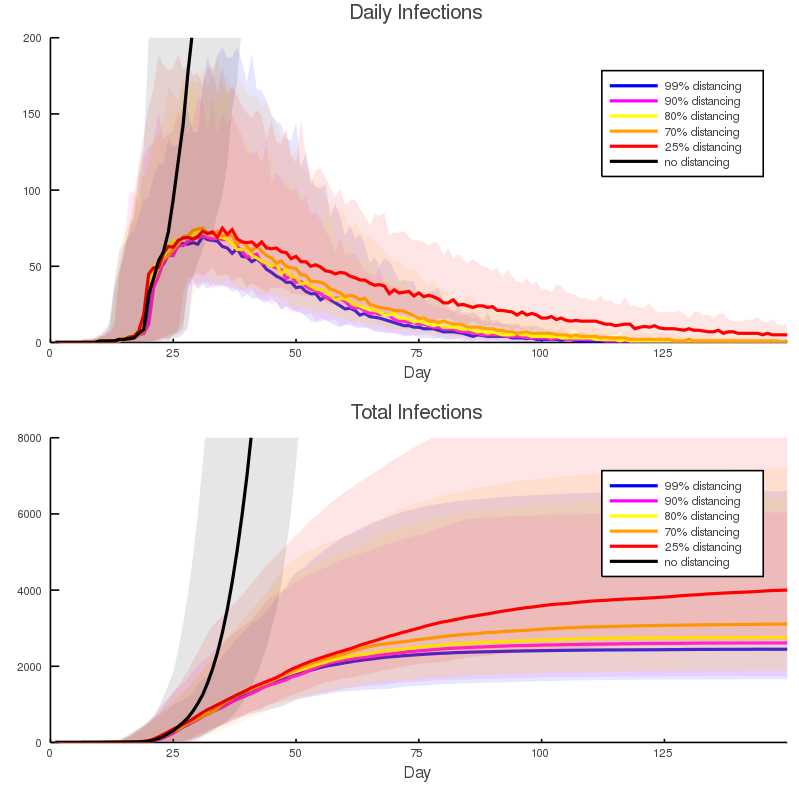 Daily Infections
200
150
100
50
0
99% distancing
90% distancing
80% distancing
70% distancing
25% distancing
no distancing
0 25 50 75 100 125
Day
Total Infections
8000
6000
4000
2000
0
99% distancing
90% distancing
80% distancing
70% distancing
25% distancing
no distancing
0 25 50 75 100 125
Day